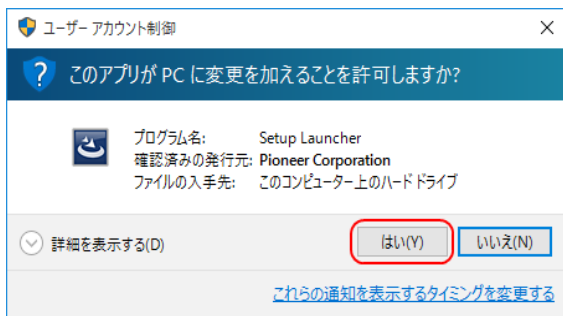 ユーザー アカウント制御
このアプリが PC に変更を加えることを許可しますか?
プログラム名: Setup Launcher
確認済みの発行元: Pioneer Corporation
ファイルの入手先: このコンピューター上のハード ドライブ
詳細を表示する(D)
はい(Y)
いいえ(N)
これらの通知を表示するタイミングを変更する